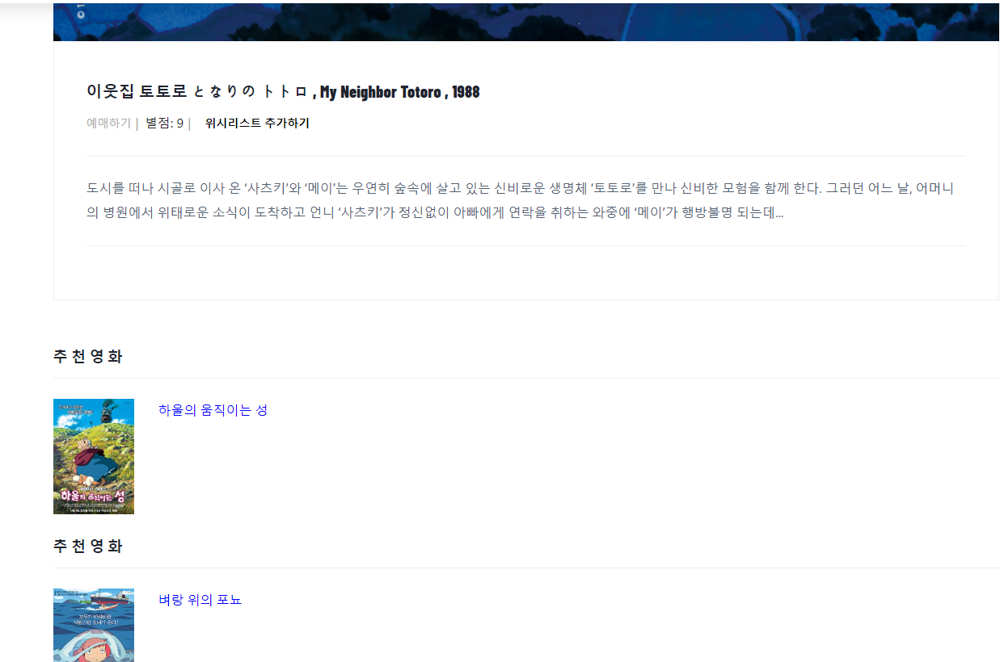 이웃집 토토로 となりの トトロ , My Neighbor Totoro , 1988
예매하기 | 별점: 9 | 위시리스트 추가하기
도시를 떠나 시골로 이사 온 ‘사츠키’와 ‘메이’는 우연히 숲속에 살고 있는 신비로운 생명체 ‘토토로’를 만나 신비한 모험을 함께 한다. 그러던 어느 날, 어머니
의 병원에서 위태로운 소식이 도착하고 언니 ‘사츠키’가 정신없이 아빠에게 연락을 취하는 와중에 ‘메이’가 행방불명 되는데...
추천영화
하울의 움직이는 성
하울의 움직이는 성
추천영화
벼랑 위의 포뇨